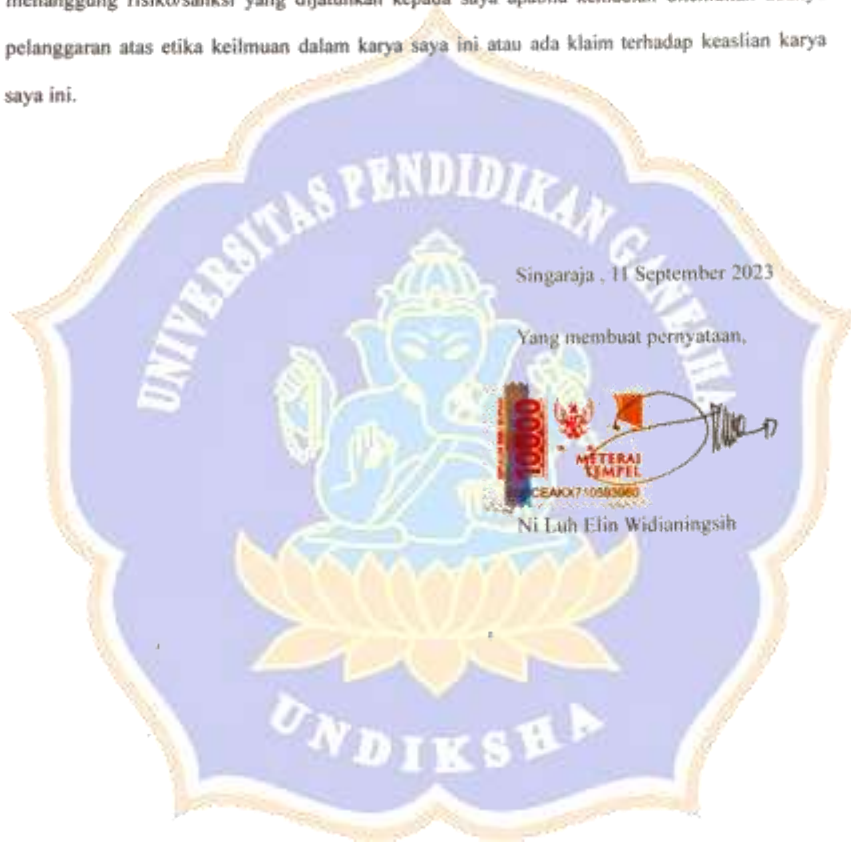 menanggung risiko/sanksi yang dijatuhkan kepada saya apabila kemudian ditemukan adanya
pelanggaran atas etika keilmuan dalam karya saya ini atau ada klaim terhadap keaslian karya
saya ini.
UNIVERSITAS PENDIDIKAN GANESHA
Singaraja , 11 September 2023
Yang membuat pernyataan,
10000
METERAI
TEMPEL
Ni Luh Elin Widianingsih
UNDIKSHA